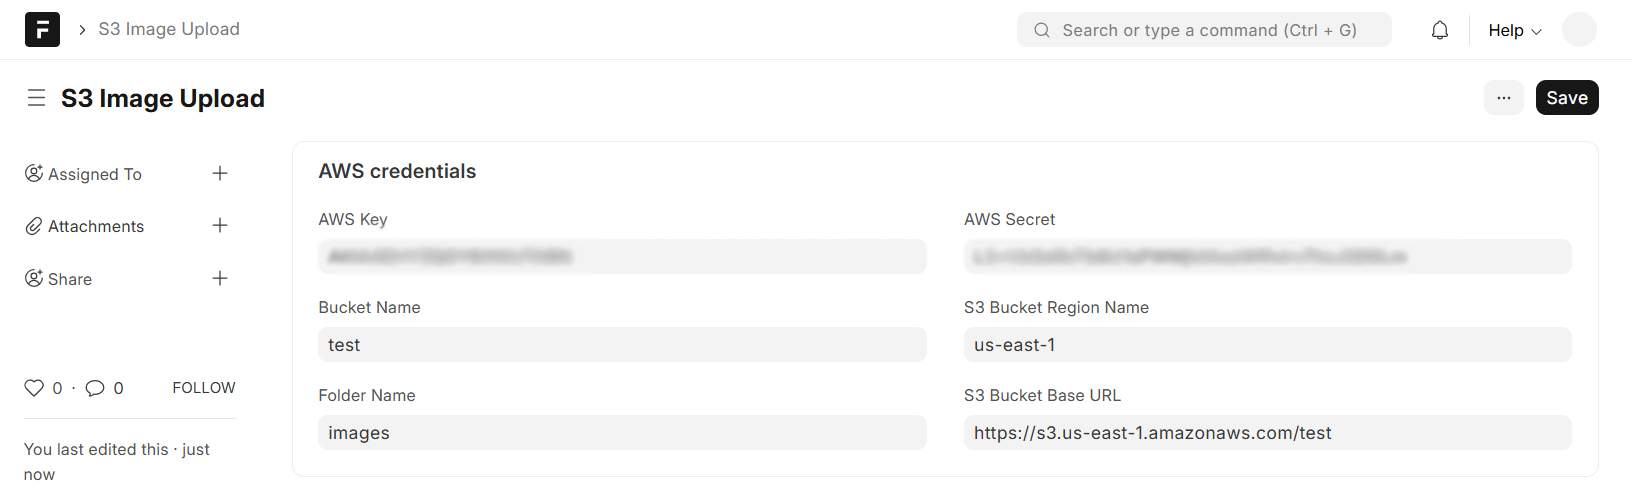 S3 Image Upload
Search or type a command (Ctrl + G)
Help
S3 Image Upload
...
Save
Assigned To
Attachments
Share
0 · 0 FOLLOW
You last edited this · just
now
AWS credentials
AWS Key
AWS Secret
Bucket Name
test
S3 Bucket Region Name
us-east-1
Folder Name
images
S3 Bucket Base URL
https://s3.us-east-1.amazonaws.com/test